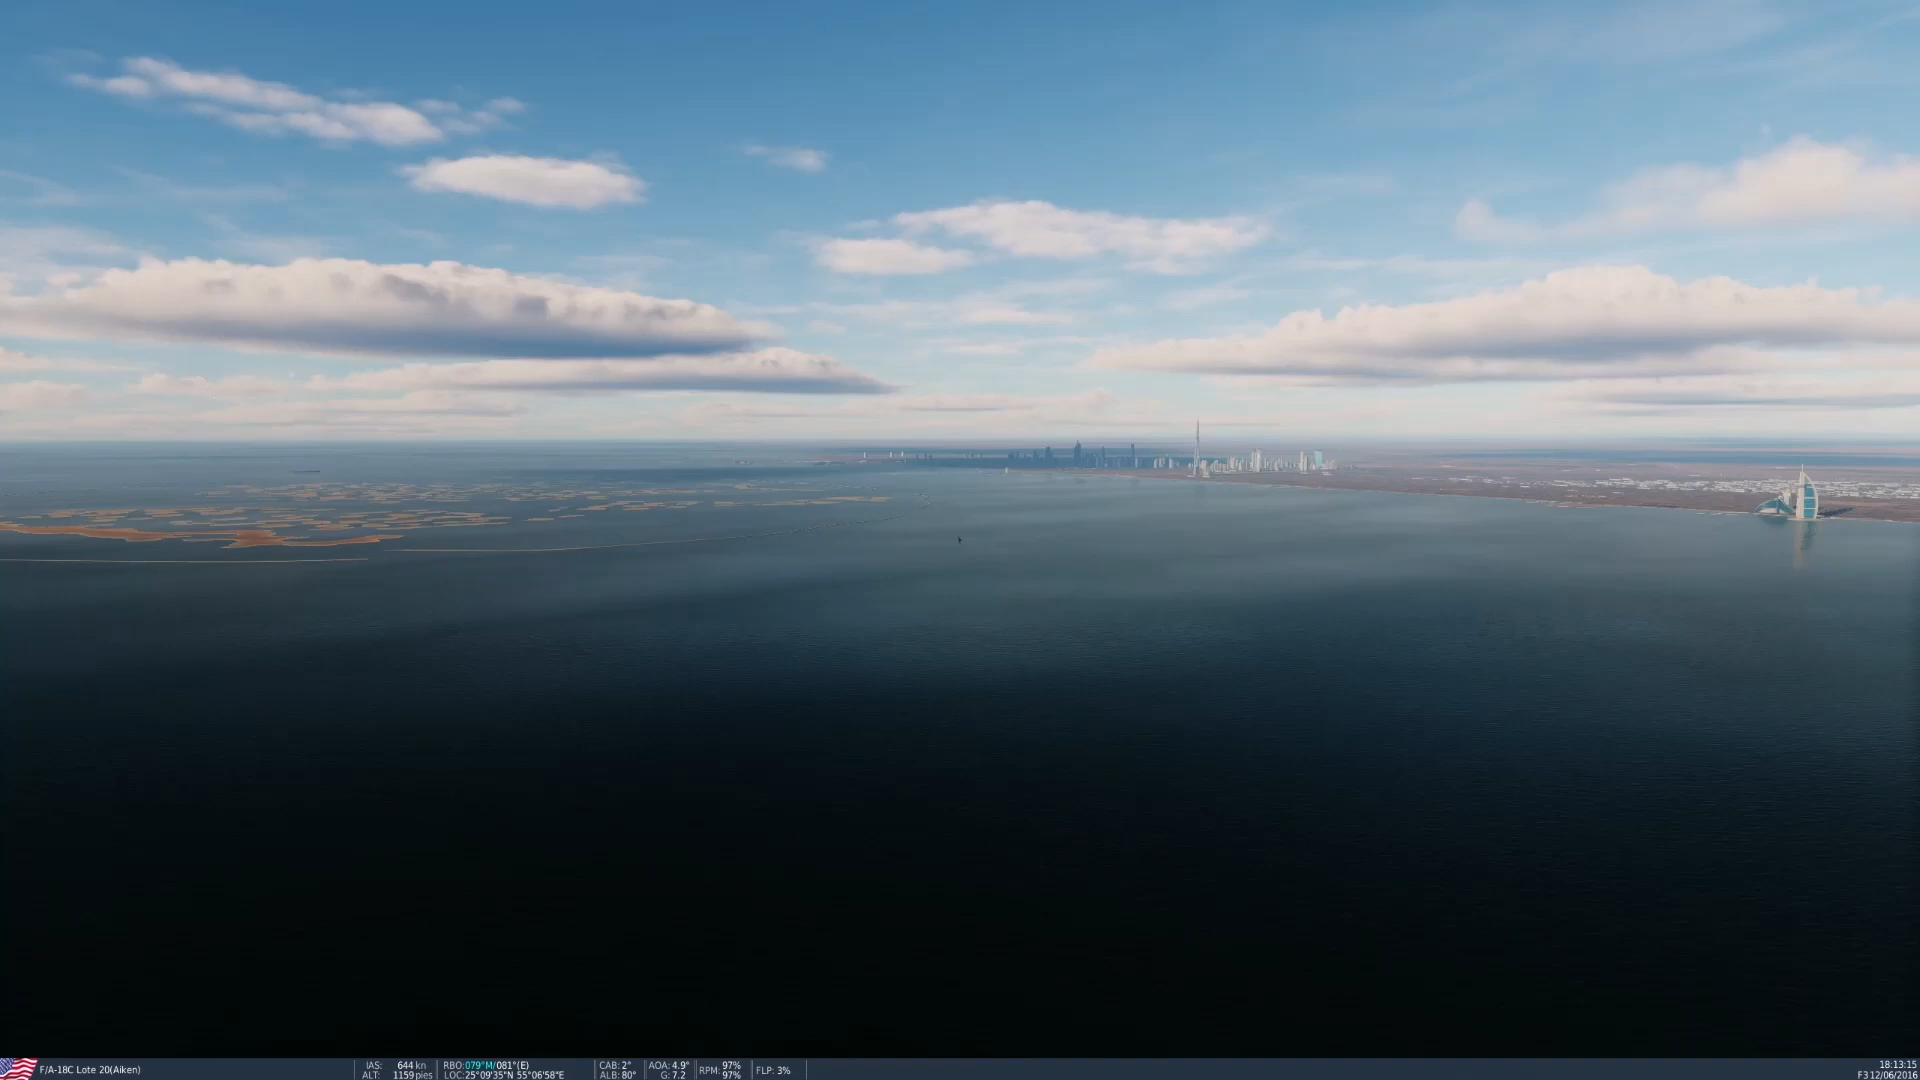 F/A-18C Lote 20(Aiken)
IAS: 644 kn
ALT: 1159 pies
RBO:079°M/081°(E)
LOC:25°09'35"N 55°06'58"E
CAB: 2°
ALB: 80°
AOA: 4.9°
G: 7.2
RPM: 97%
97%
FLP: 3%
18:13:15
F3 12/06/2016